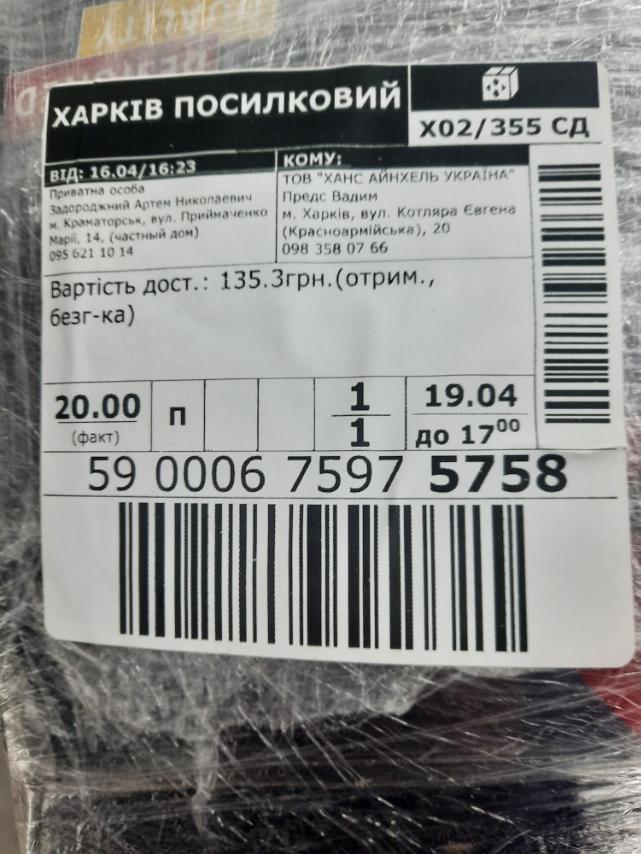 QUALITY
ХАРКІВ ПОСИЛКОВИЙ
Х02/355 СД
ВІД: 16.04/16:23
Приватна особа
Задорожний Артем Николаевич
м. Краматорськ, вул. Приймаченко
Марії, 14, (частный дом)
095 621 10 14
КОМУ:
ТОВ "ХАНС АЙНХЕЛЬ УКРАЇНА"
Предс Вадим
м. Харків, вул. Котляра Євгена
(Красноармійська), 20
098 358 07 66
Вартість дост.: 135.3грн.(отрим.,
безг-ка)
20.00
(факт)
П
1
1
19.04
до 17⁰⁰
59 0006 7597 5758